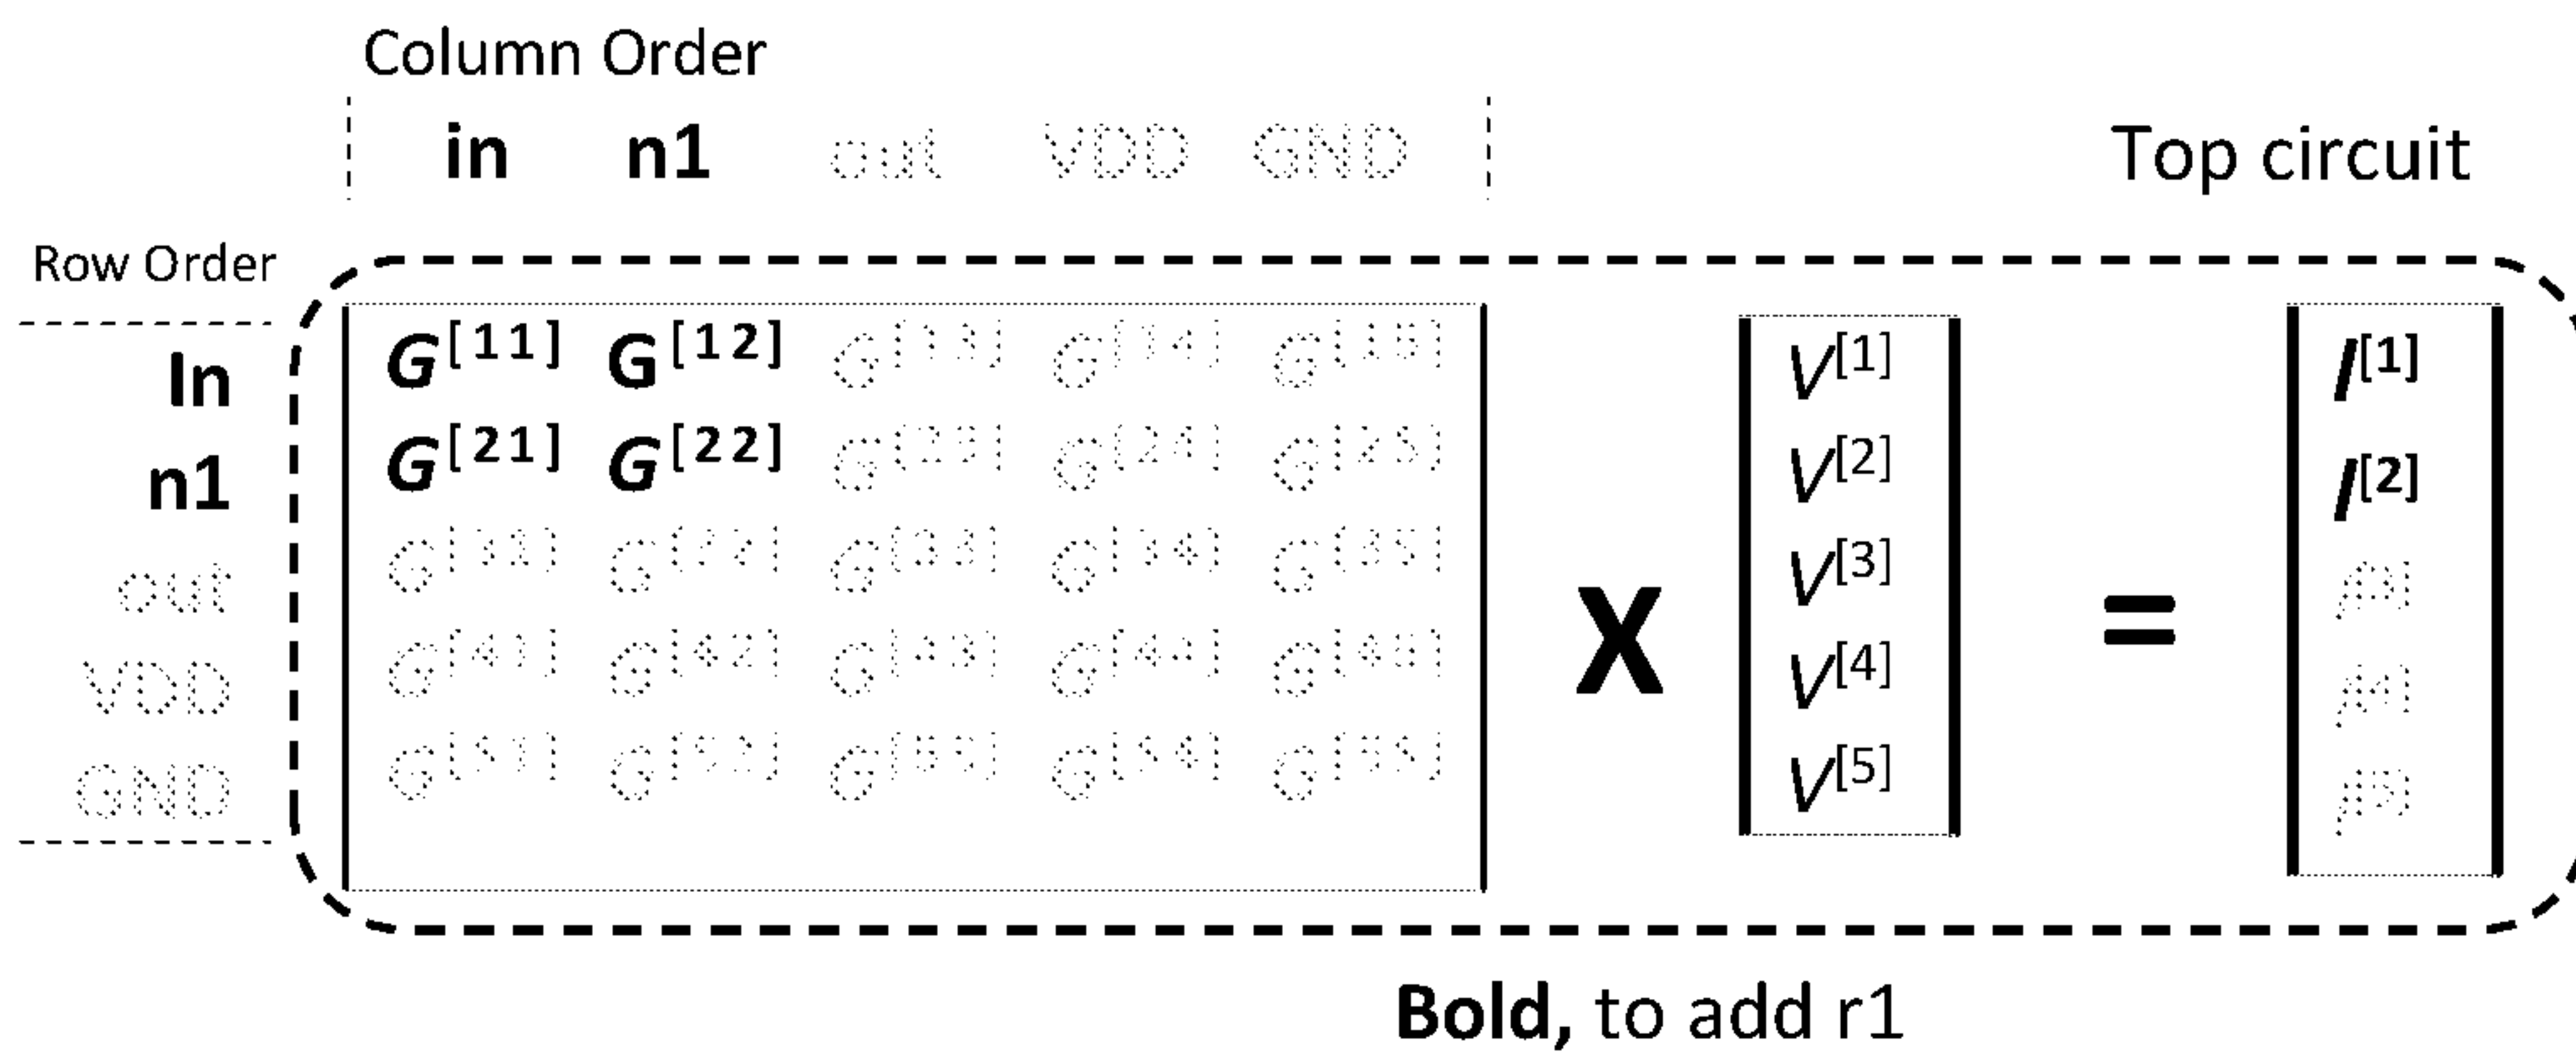 Column Order
in n1 out VDD GND
Top circuit
Row Order
In
n1
out
VDD
GND
G[11] G[12] G[13] G[14] G[15]
G[21] G[22] G[23] G[24] G[25]
G[31] G[33] G[34] G[35]
G[41] G[42] G[43] G[44] G[45]
G[51] G[52] G[54] G[55]
X
V[1]
V[2]
V[3]
V[4]
V[5]
=
I[1]
I[2]
I[3]
I[4]
I[5]
Bold, to add r1